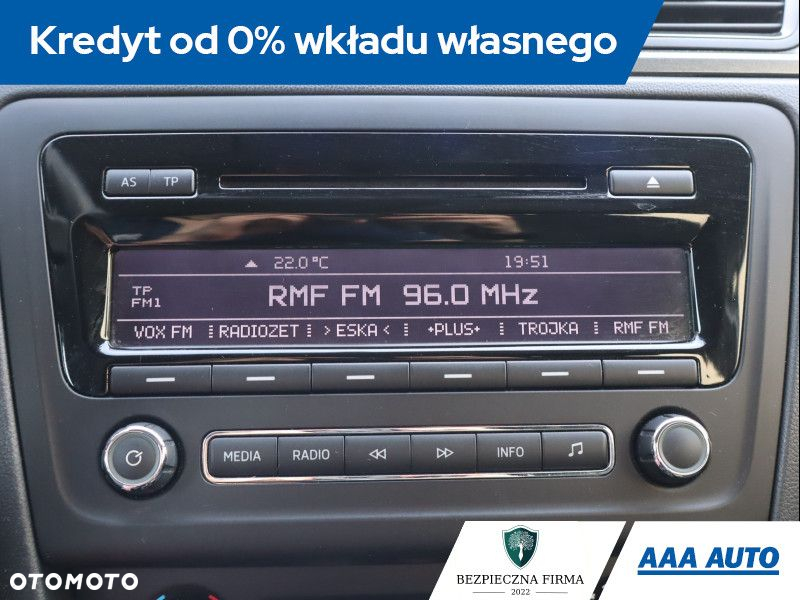 Kredyt od 0% wkładu własnego
AS TP
22.0°C 19:51
TP
FM1
RMF FM 96.0 MHz
VOX FM RADIOZET >ESKA< +PLUS+ TROJKA RMF FM
MEDIA RADIO INFO
OTOMOTO
BEZPIECZNA FIRMA
2022
AAA AUTO